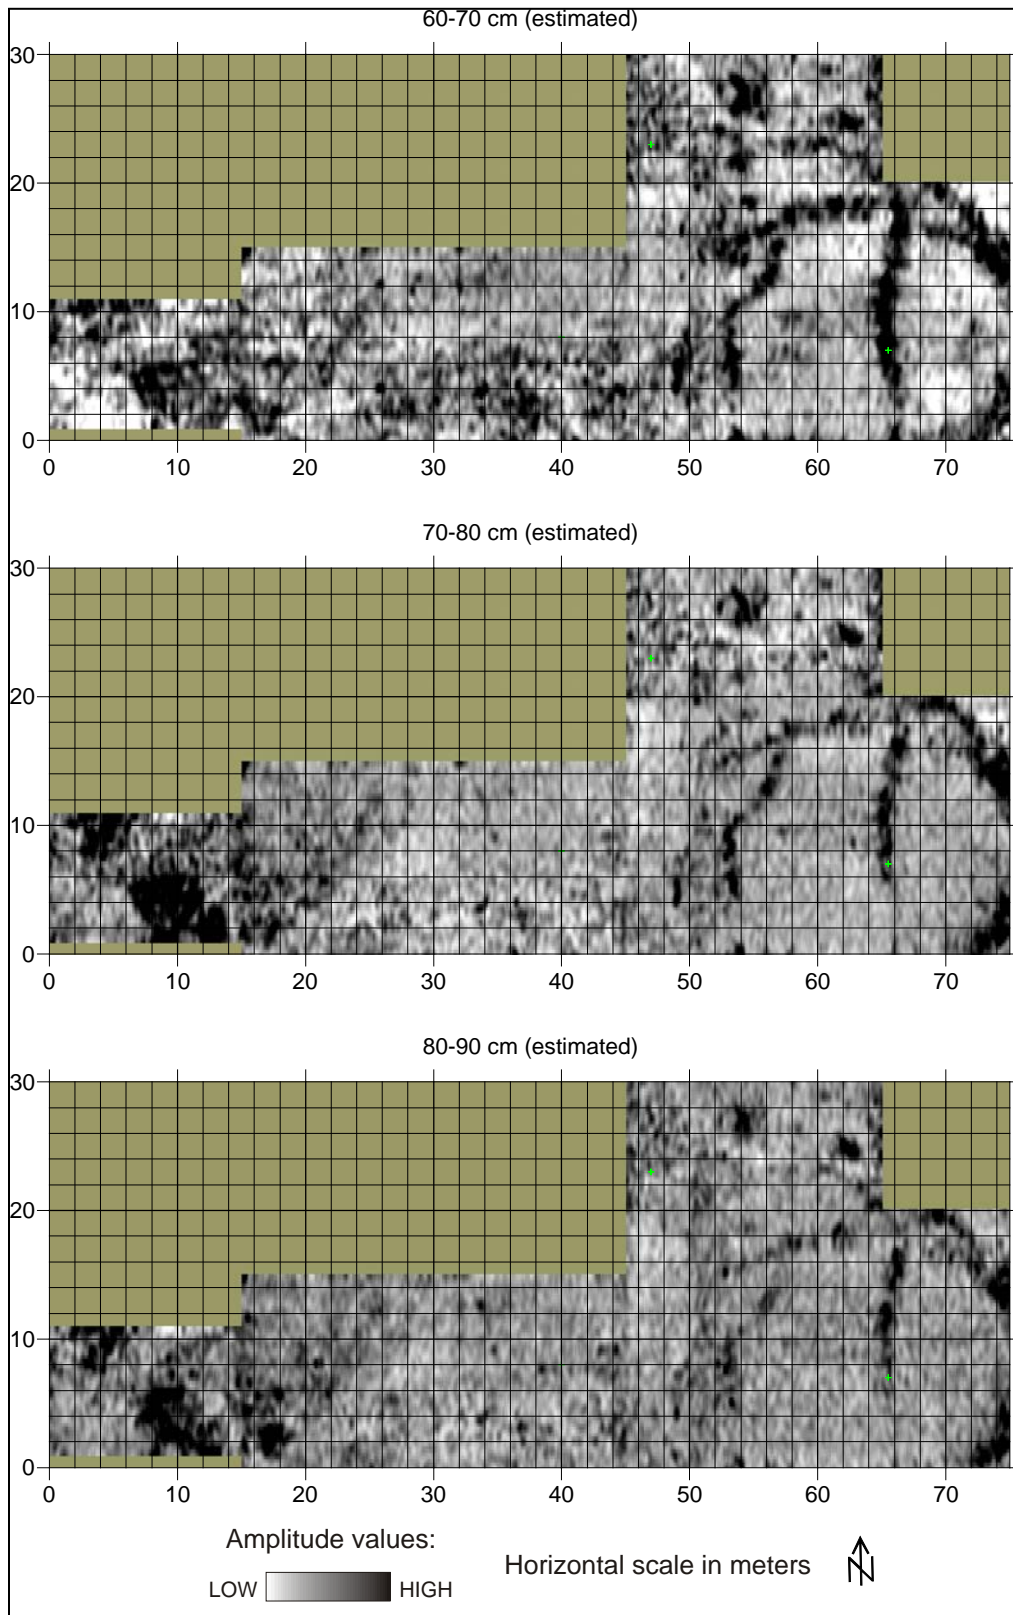 60-70 cm (estimated)
30
20
10
0
0 10 20 30 40 50 60 70
70-80 cm (estimated)
30
20
10
0
0 10 20 30 40 50 60 70
80-90 cm (estimated)
30
20
10
0
0 10 20 30 40 50 60 70
Amplitude values:
LOW HIGH
Horizontal scale in meters N